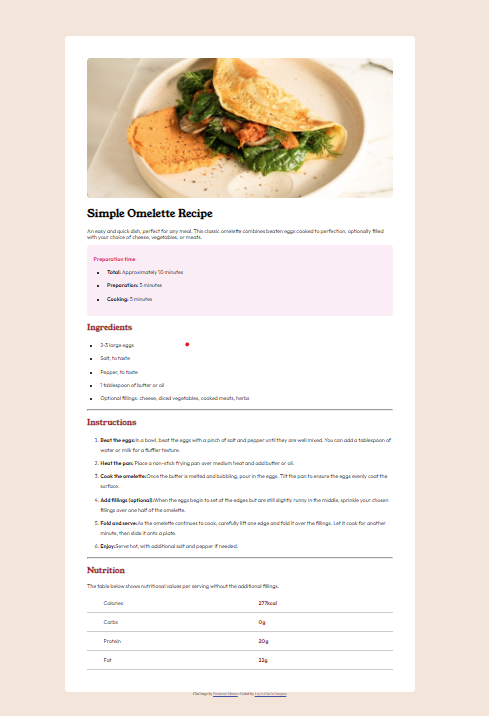 Simple Omelette Recipe
An easy and quick dish, perfect for any meal. This classic omelette combines beaten eggs cooked to perfection, optionally filled
with your choice of cheese, vegetables, or meats.
Preparation time
Total: Approximately 10 minutes
Preparation: 5 minutes
Cooking: 5 minutes
Ingredients
2-3 large eggs
Salt, to taste
Pepper, to taste
1 tablespoon of butter or oil
Optional fillings: cheese, diced vegetables, cooked meats, herbs
Instructions
1. Beat the eggs:In a bowl, beat the eggs with a pinch of salt and pepper until they are well mixed. You can add a tablespoon of
water or milk for a fluffier texture.
2. Heat the pan: Place a non-stick frying pan over medium heat and add butter or oil.
3. Cook the omelette:Once the butter is melted and bubbling, pour in the eggs. Tilt the pan to ensure the eggs evenly coat the
surface.
4. Add fillings (optional):When the eggs begin to set at the edges but are still slightly runny in the middle, sprinkle your chosen
fillings over one half of the omelette.
5. Fold and serve:As the omelette continues to cook, carefully lift one edge and fold it over the fillings. Let it cook for another
minute, then slide it onto a plate.
6. Enjoy:Serve hot, with additional salt and pepper if needed.
Nutrition
The table below shows nutritional values per serving without the additional fillings.
Calories 277kcal
Carbs 0g
Protein 20g
Fat 22g
Challenge by Frontend Mentor. Coded by